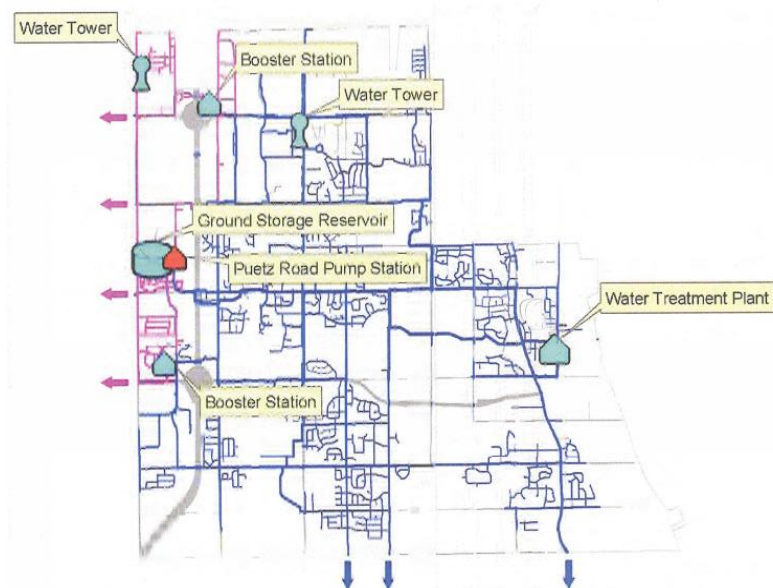 Water Tower
Booster Station
Water Tower
Ground Storage Reservoir
Puetz Road Pump Station
Water Treatment Plant
Booster Station